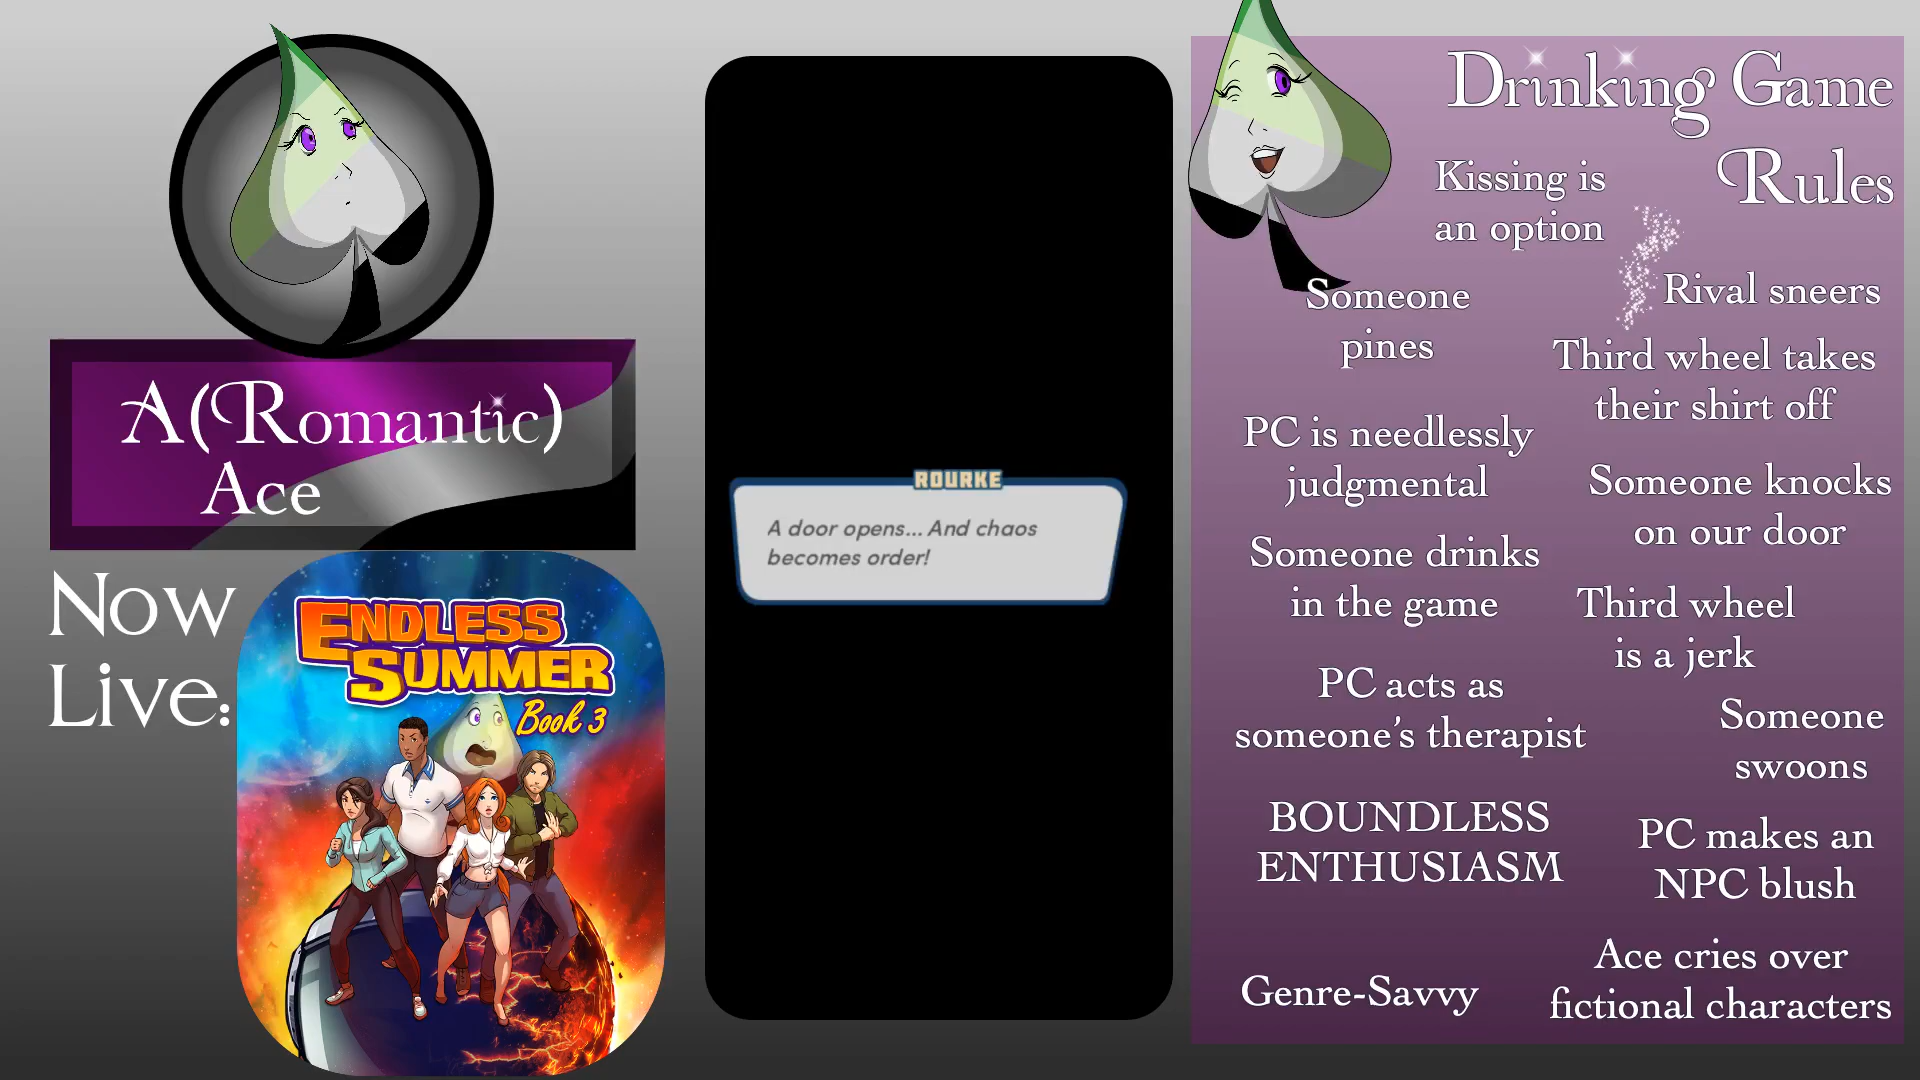 A(Romantic)
Ace
Now
Live:
ENDLESS
SUMMER
Book 3
ROURKE
A door opens... And chaos
becomes order!
Drinking Game
Rules
Kissing is
an option
Rival sneers
Someone
pines
Third wheel takes
their shirt off
PC is needlessly
judgmental
Someone knocks
on our door
Someone drinks
in the game
Third wheel
is a jerk
PC acts as
someone's therapist
Someone
swoons
BOUNDLESS
ENTHUSIASM
PC makes an
NPC blush
Genre-Savvy
Ace cries over
fictional characters